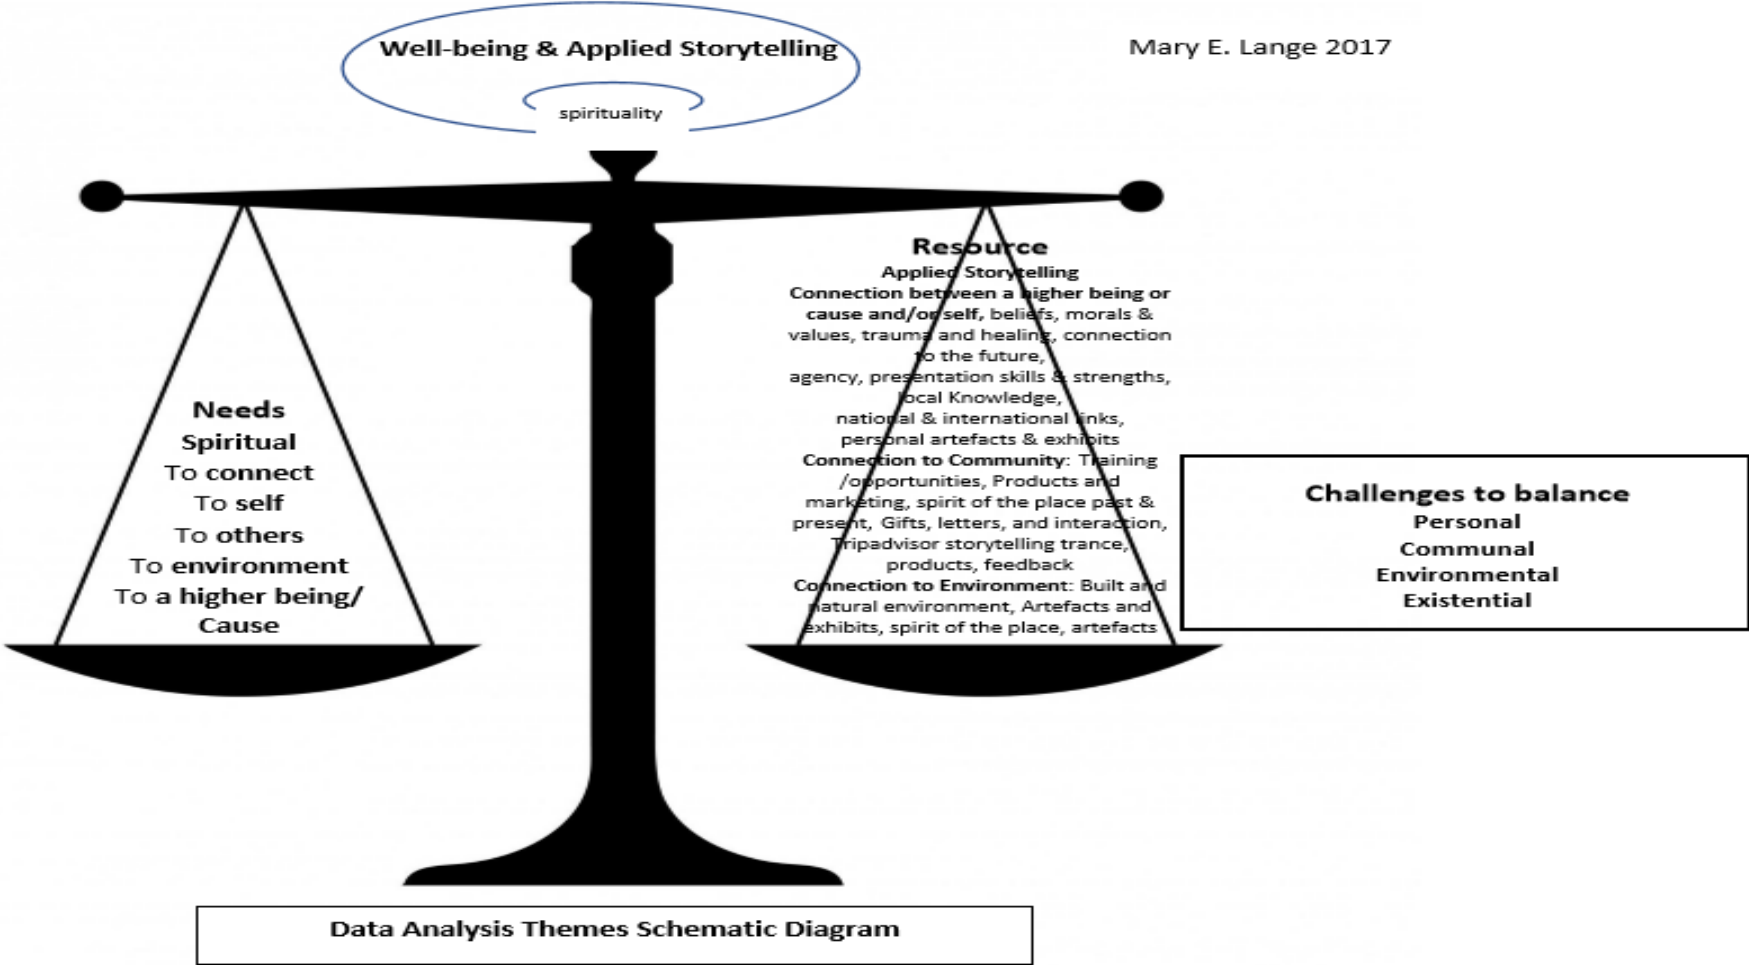 Well-being & Applied Storytelling
Mary E. Lange 2017
spirituality
Needs
Spiritual
To connect
To self
To others
To environment
To a higher being/
Cause
Resource
Applied Storytelling
Connection between a higher being or
cause and/or self, beliefs, morals &
values, trauma and healing, connection
to the future,
agency, presentation skills & strengths,
local Knowledge,
national & international links,
personal artefacts & exhibits
Connection to Community: Training
/opportunities, Products and
marketing, spirit of the place past &
present, Gifts, letters, and interaction,
Tripadvisor storytelling trance,
products, feedback
Connection to Environment: Built and
natural environment, Artefacts and
exhibits, spirit of the place, artefacts
Challenges to balance
Personal
Communal
Environmental
Existential
Data Analysis Themes Schematic Diagram